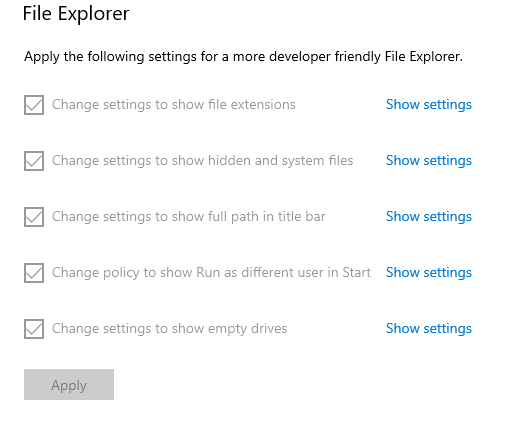 File Explorer
Apply the following settings for a more developer friendly File Explorer.
Change settings to show file extensions Show settings
Change settings to show hidden and system files Show settings
Change settings to show full path in title bar Show settings
Change policy to show Run as different user in Start Show settings
Change settings to show empty drives Show settings
Apply